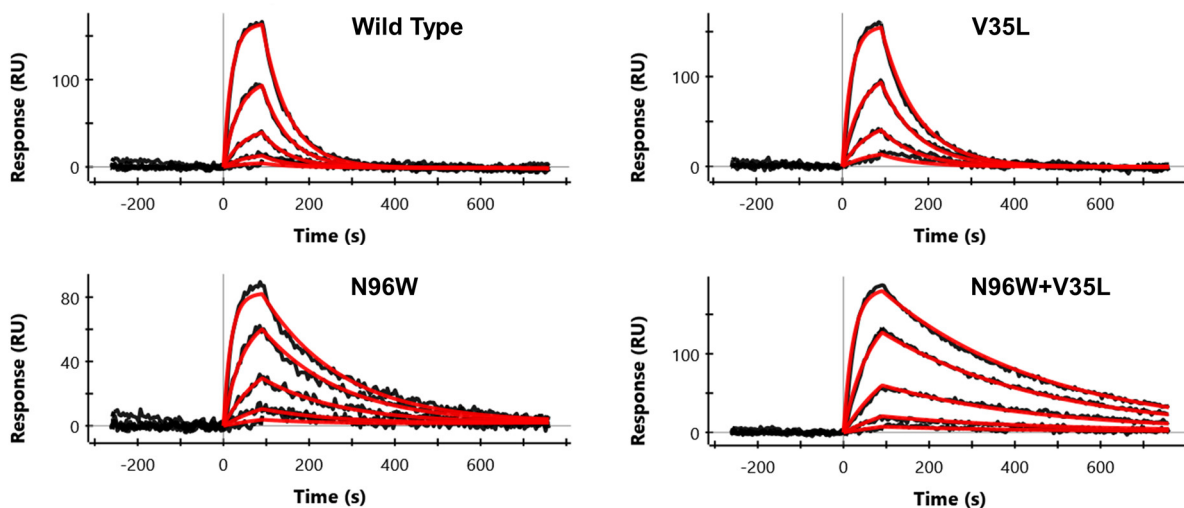 Wild Type
Response (RU)
100
0
-200 0 200 400 600
Time (s)
V35L
Response (RU)
100
0
-200 0 200 400 600
Time (s)
N96W
Response (RU)
80
40
0
-200 0 200 400 600
Time (s)
N96W+V35L
Response (RU)
100
0
-200 0 200 400 600
Time (s)